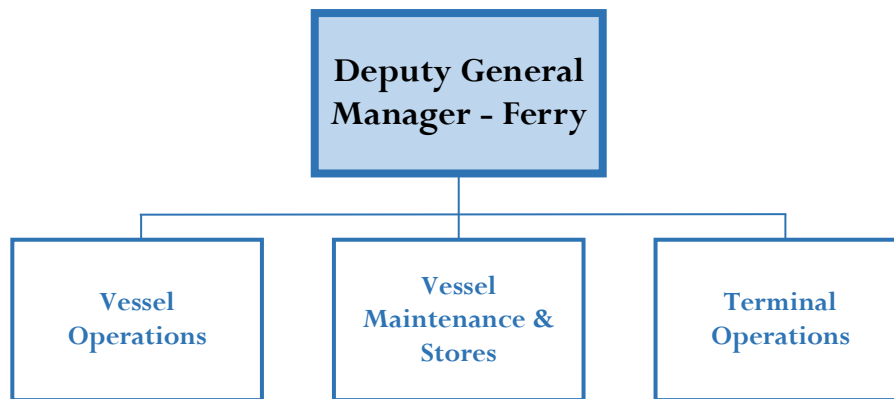 Deputy General
Manager - Ferry
Vessel
Operations
Vessel
Maintenance &
Stores
Terminal
Operations